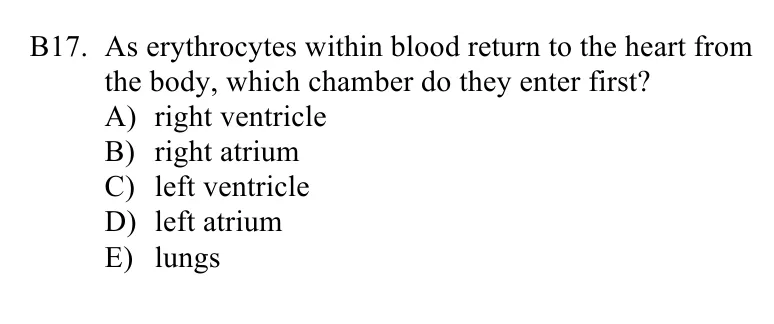 B17. As erythrocytes within blood return to the heart from
the body, which chamber do they enter first?
A) right ventricle
B) right atrium
C) left ventricle
D) left atrium
E) lungs